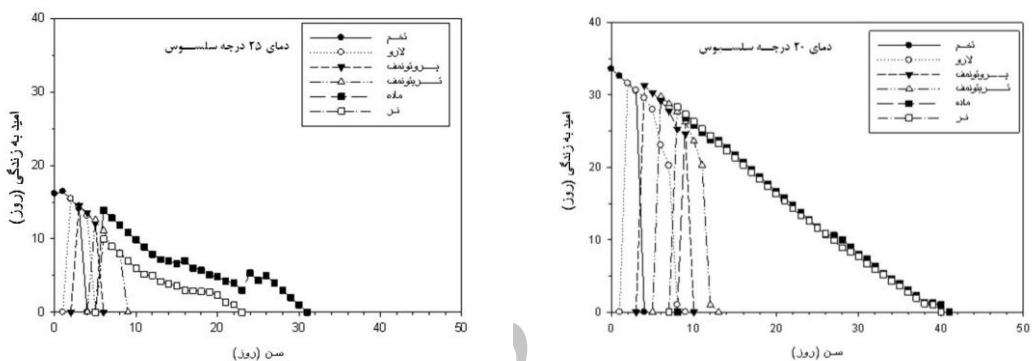 40
30
20
10
0
0 10 20 30 40 50
امید به زندگی (روز)
سن (روز)
دمای ۲۵ درجه سلسیوس
تخم
لارو
پروتونمف
تریتونمف
ماده
نر
40
30
20
10
0
0 10 20 30 40 50
امید به زندگی (روز)
سن (روز)
دمای ۲۰ درجه سلسیوس
تخم
لارو
پروتونمف
تریتونمف
ماده
نر